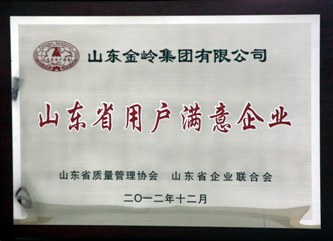 山东金岭集团有限公司
山东省用户满意企业
山东省质量管理协会 山东省企业联合会
二〇一二年十二月